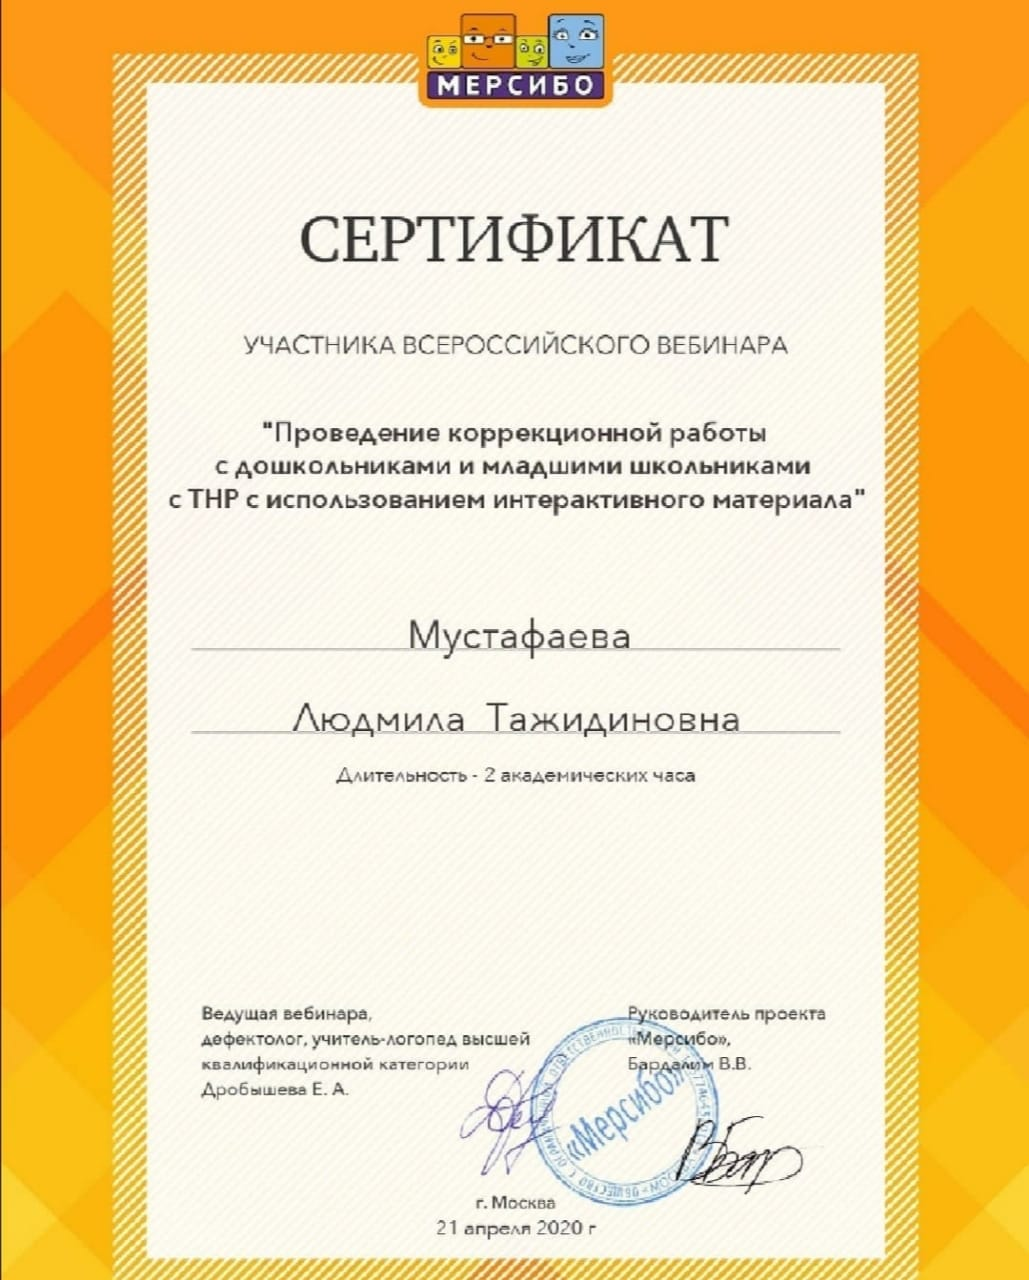 МЕРСИБО
СЕРТИФИКАТ
УЧАСТНИКА ВСЕРОССИЙСКОГО ВЕБИНАРА
"Проведение коррекционной работы
с дошкольниками и младшими школьниками
с ТНР с использованием интерактивного материала"
Мустафаева
Людмила Тажидиновна
Длительность - 2 академических часа
Ведущая вебинара,
дефектолог, учитель-логопед высшей
квалификационной категории
Дробышева Е. А.
Руководитель проекта
«Мерсибо»,
Бардалим В.В.
«Мерсибо»
г. Москва
21 апреля 2020 г